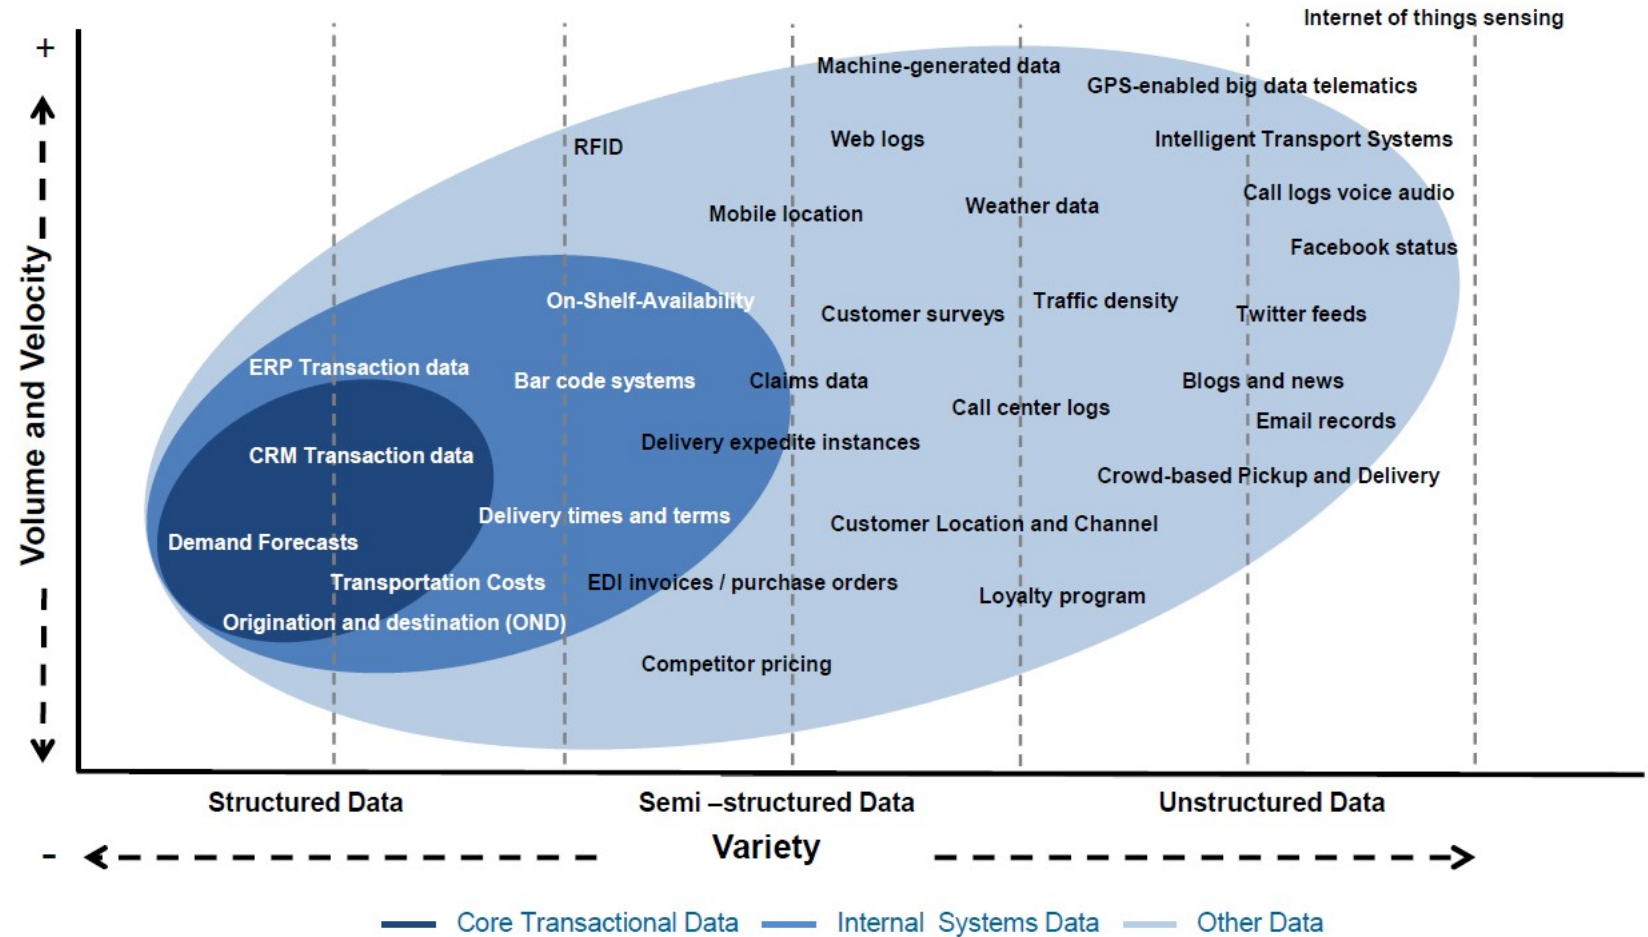 Internet of things sensing
+
Machine-generated data
GPS-enabled big data telematics
RFID
Web logs
Intelligent Transport Systems
Call logs voice audio
Mobile location
Weather data
Facebook status
On-Shelf-Availability
Customer surveys
Traffic density
Twitter feeds
ERP Transaction data
Bar code systems
Claims data
Blogs and news
Call center logs
Email records
CRM Transaction data
Delivery expedite instances
Crowd-based Pickup and Delivery
Delivery times and terms
Customer Location and Channel
Demand Forecasts
Transportation Costs
EDI invoices / purchase orders
Loyalty program
Origination and destination (OND)
Competitor pricing
Volume and Velocity
Structured Data
Semi –structured Data
Unstructured Data
-
Variety
Core Transactional Data
Internal Systems Data
Other Data